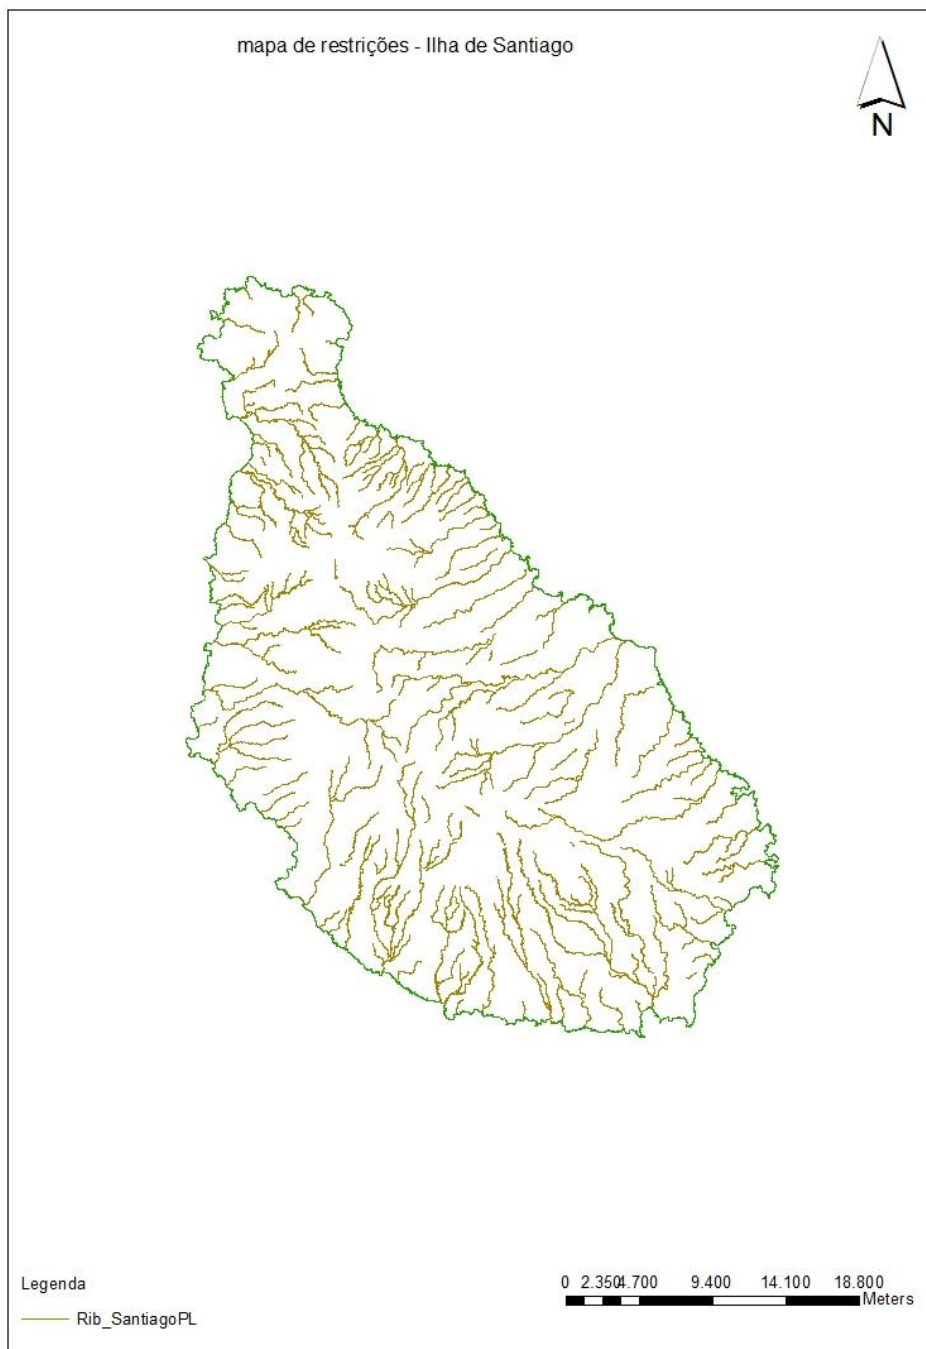 mapa de restrições - Ilha de Santiago
N
Legenda
Rib_SantiagoPL
0 2.350 4.700 9.400 14.100 18.800
Meters